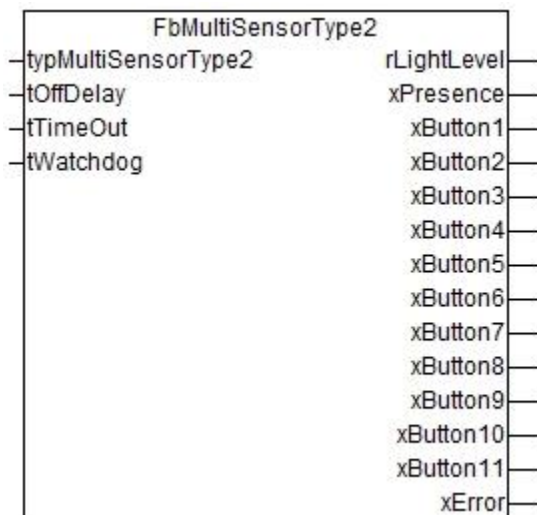 FbMultiSensorType2
typMultiSensorType2 rLightLevel
tOffDelay xPresence
tTimeOut xButton1
tWatchdog xButton2
xButton3
xButton4
xButton5
xButton6
xButton7
xButton8
xButton9
xButton10
xButton11
xError